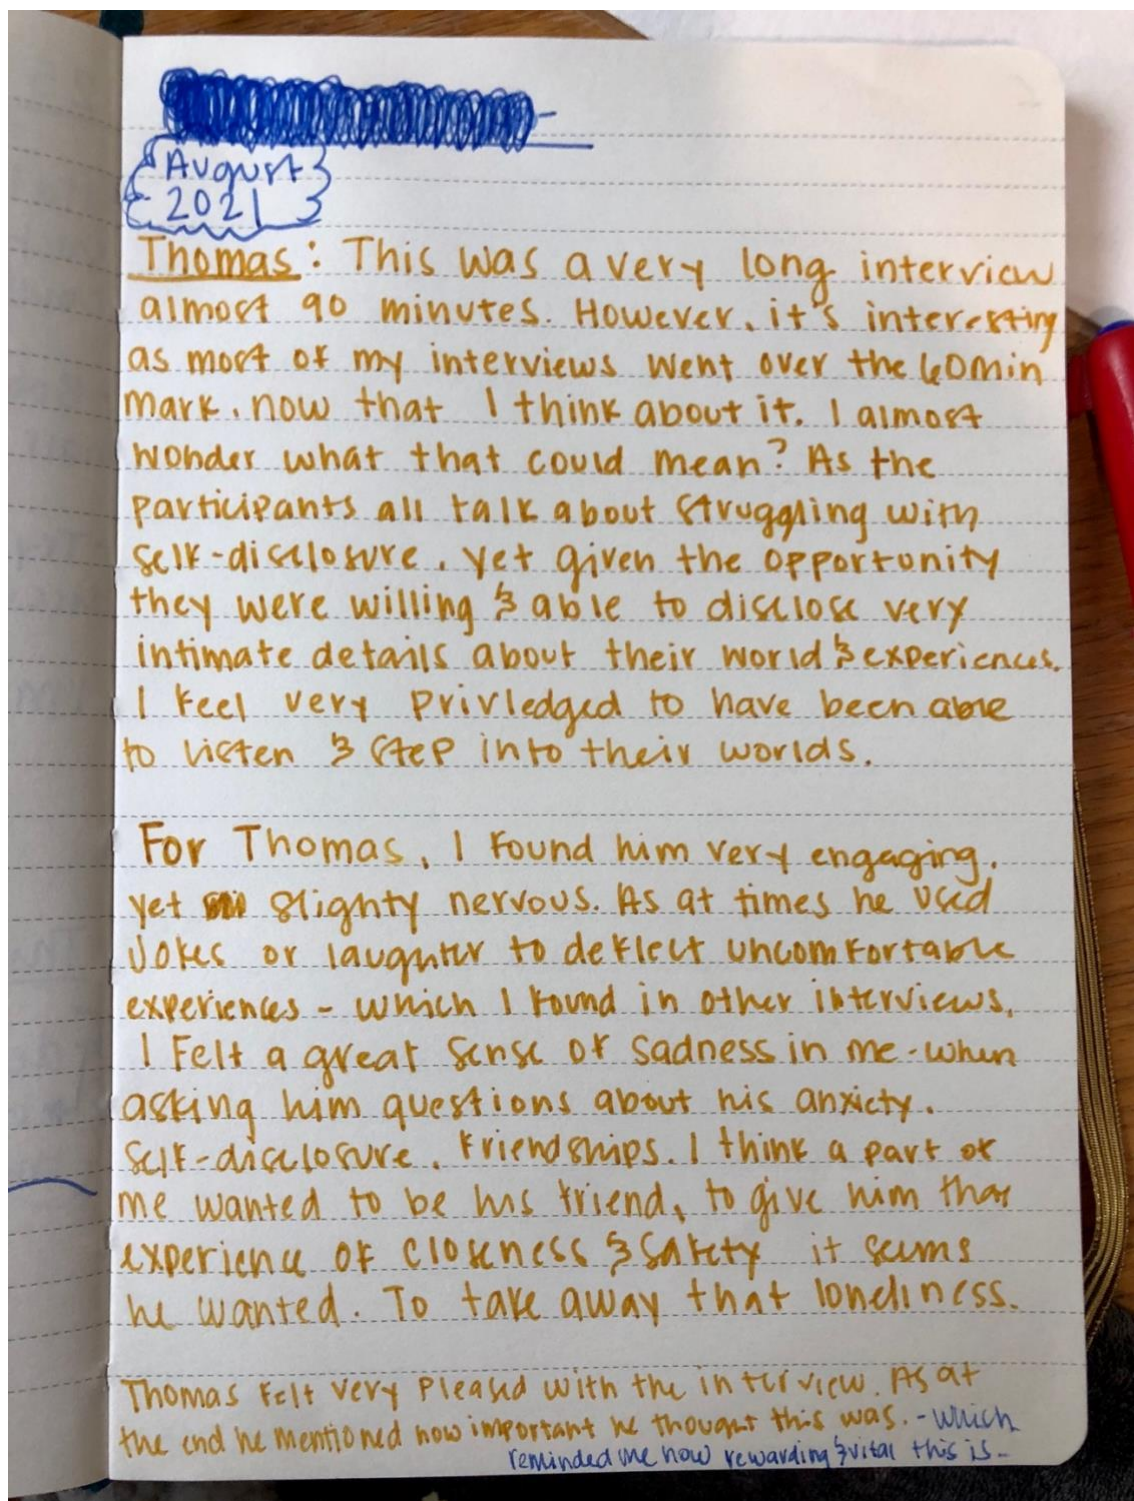 August
2021
Thomas: This was a very long interview
almost 90 minutes. However, it's interesting
as most of my interviews went over the 60min
mark, now that I think about it. I almost
wonder what that could mean? As the
participants all talk about struggling with
self-disclosure, yet given the opportunity
they were willing & able to disclose very
intimate details about their world & experiences.
I feel very privledged to have been able
to listen & step into their worlds.
For Thomas, I found him very engaging,
yet slighty nervous. As at times he used
jokes or laughter to deflect uncomfortable
experiences - which I found in other interviews.
I felt a great sense of sadness in me - when
asking him questions about his anxiety,
self-disclosure, friendships. I think a part of
me wanted to be his friend, to give him that
experience of closeness & safety it seems
he wanted. To take away that loneliness.
Thomas felt very pleased with the interview. As at
the end he mentioned how important he thought this was. - which
reminded me how rewarding & vital this is -